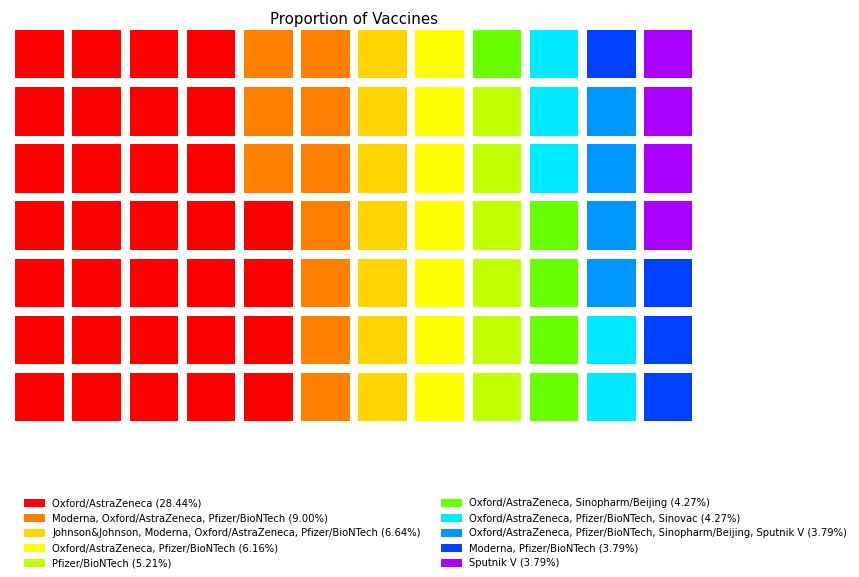 Proportion of Vaccines
Oxford/AstraZeneca (28.44%)
Moderna, Oxford/AstraZeneca, Pfizer/BioNTech (9.00%)
Johnson&Johnson, Moderna, Oxford/AstraZeneca, Pfizer/BioNTech (6.64%)
Oxford/AstraZeneca, Pfizer/BioNTech (6.16%)
Pfizer/BioNTech (5.21%)
Oxford/AstraZeneca, Sinopharm/Beijing (4.27%)
Oxford/AstraZeneca, Pfizer/BioNTech, Sinovac (4.27%)
Oxford/AstraZeneca, Pfizer/BioNTech, Sinopharm/Beijing, Sputnik V (3.79%)
Moderna, Pfizer/BioNTech (3.79%)
Sputnik V (3.79%)